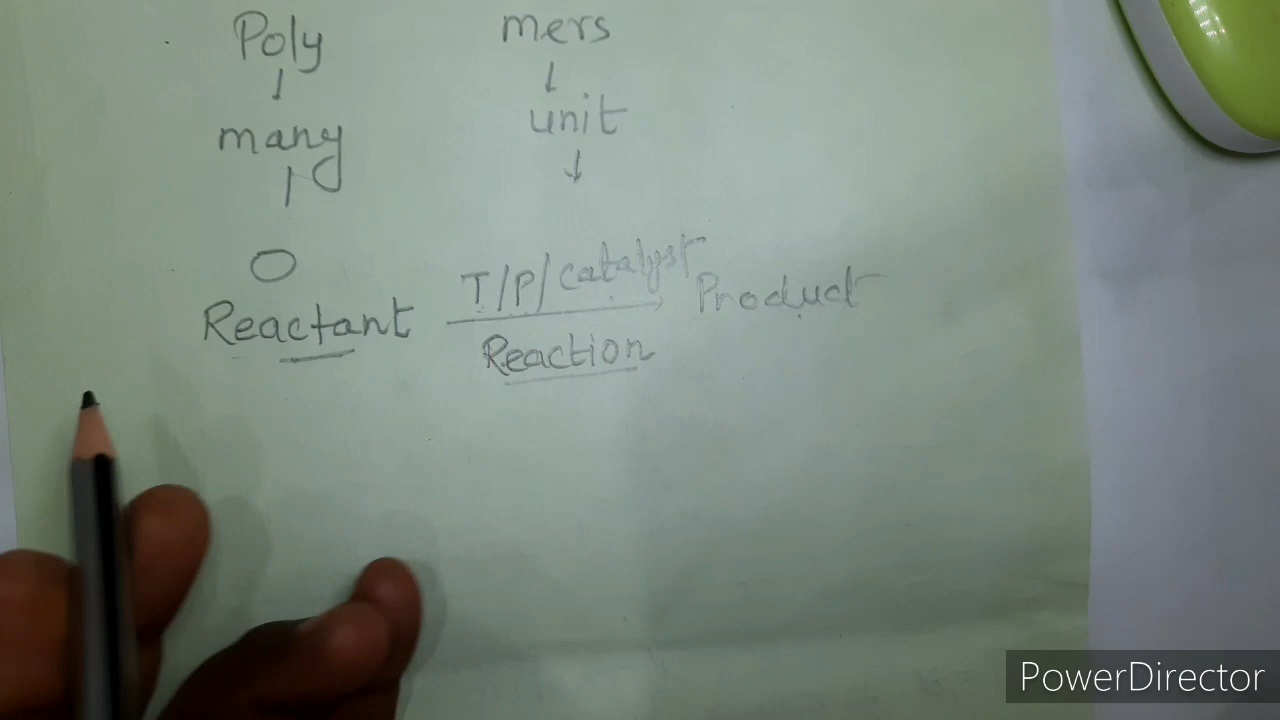 Poly mers
↓ ↓
many unit
↓
T/P/catalyst
Reactant → Product
Reaction
PowerDirector